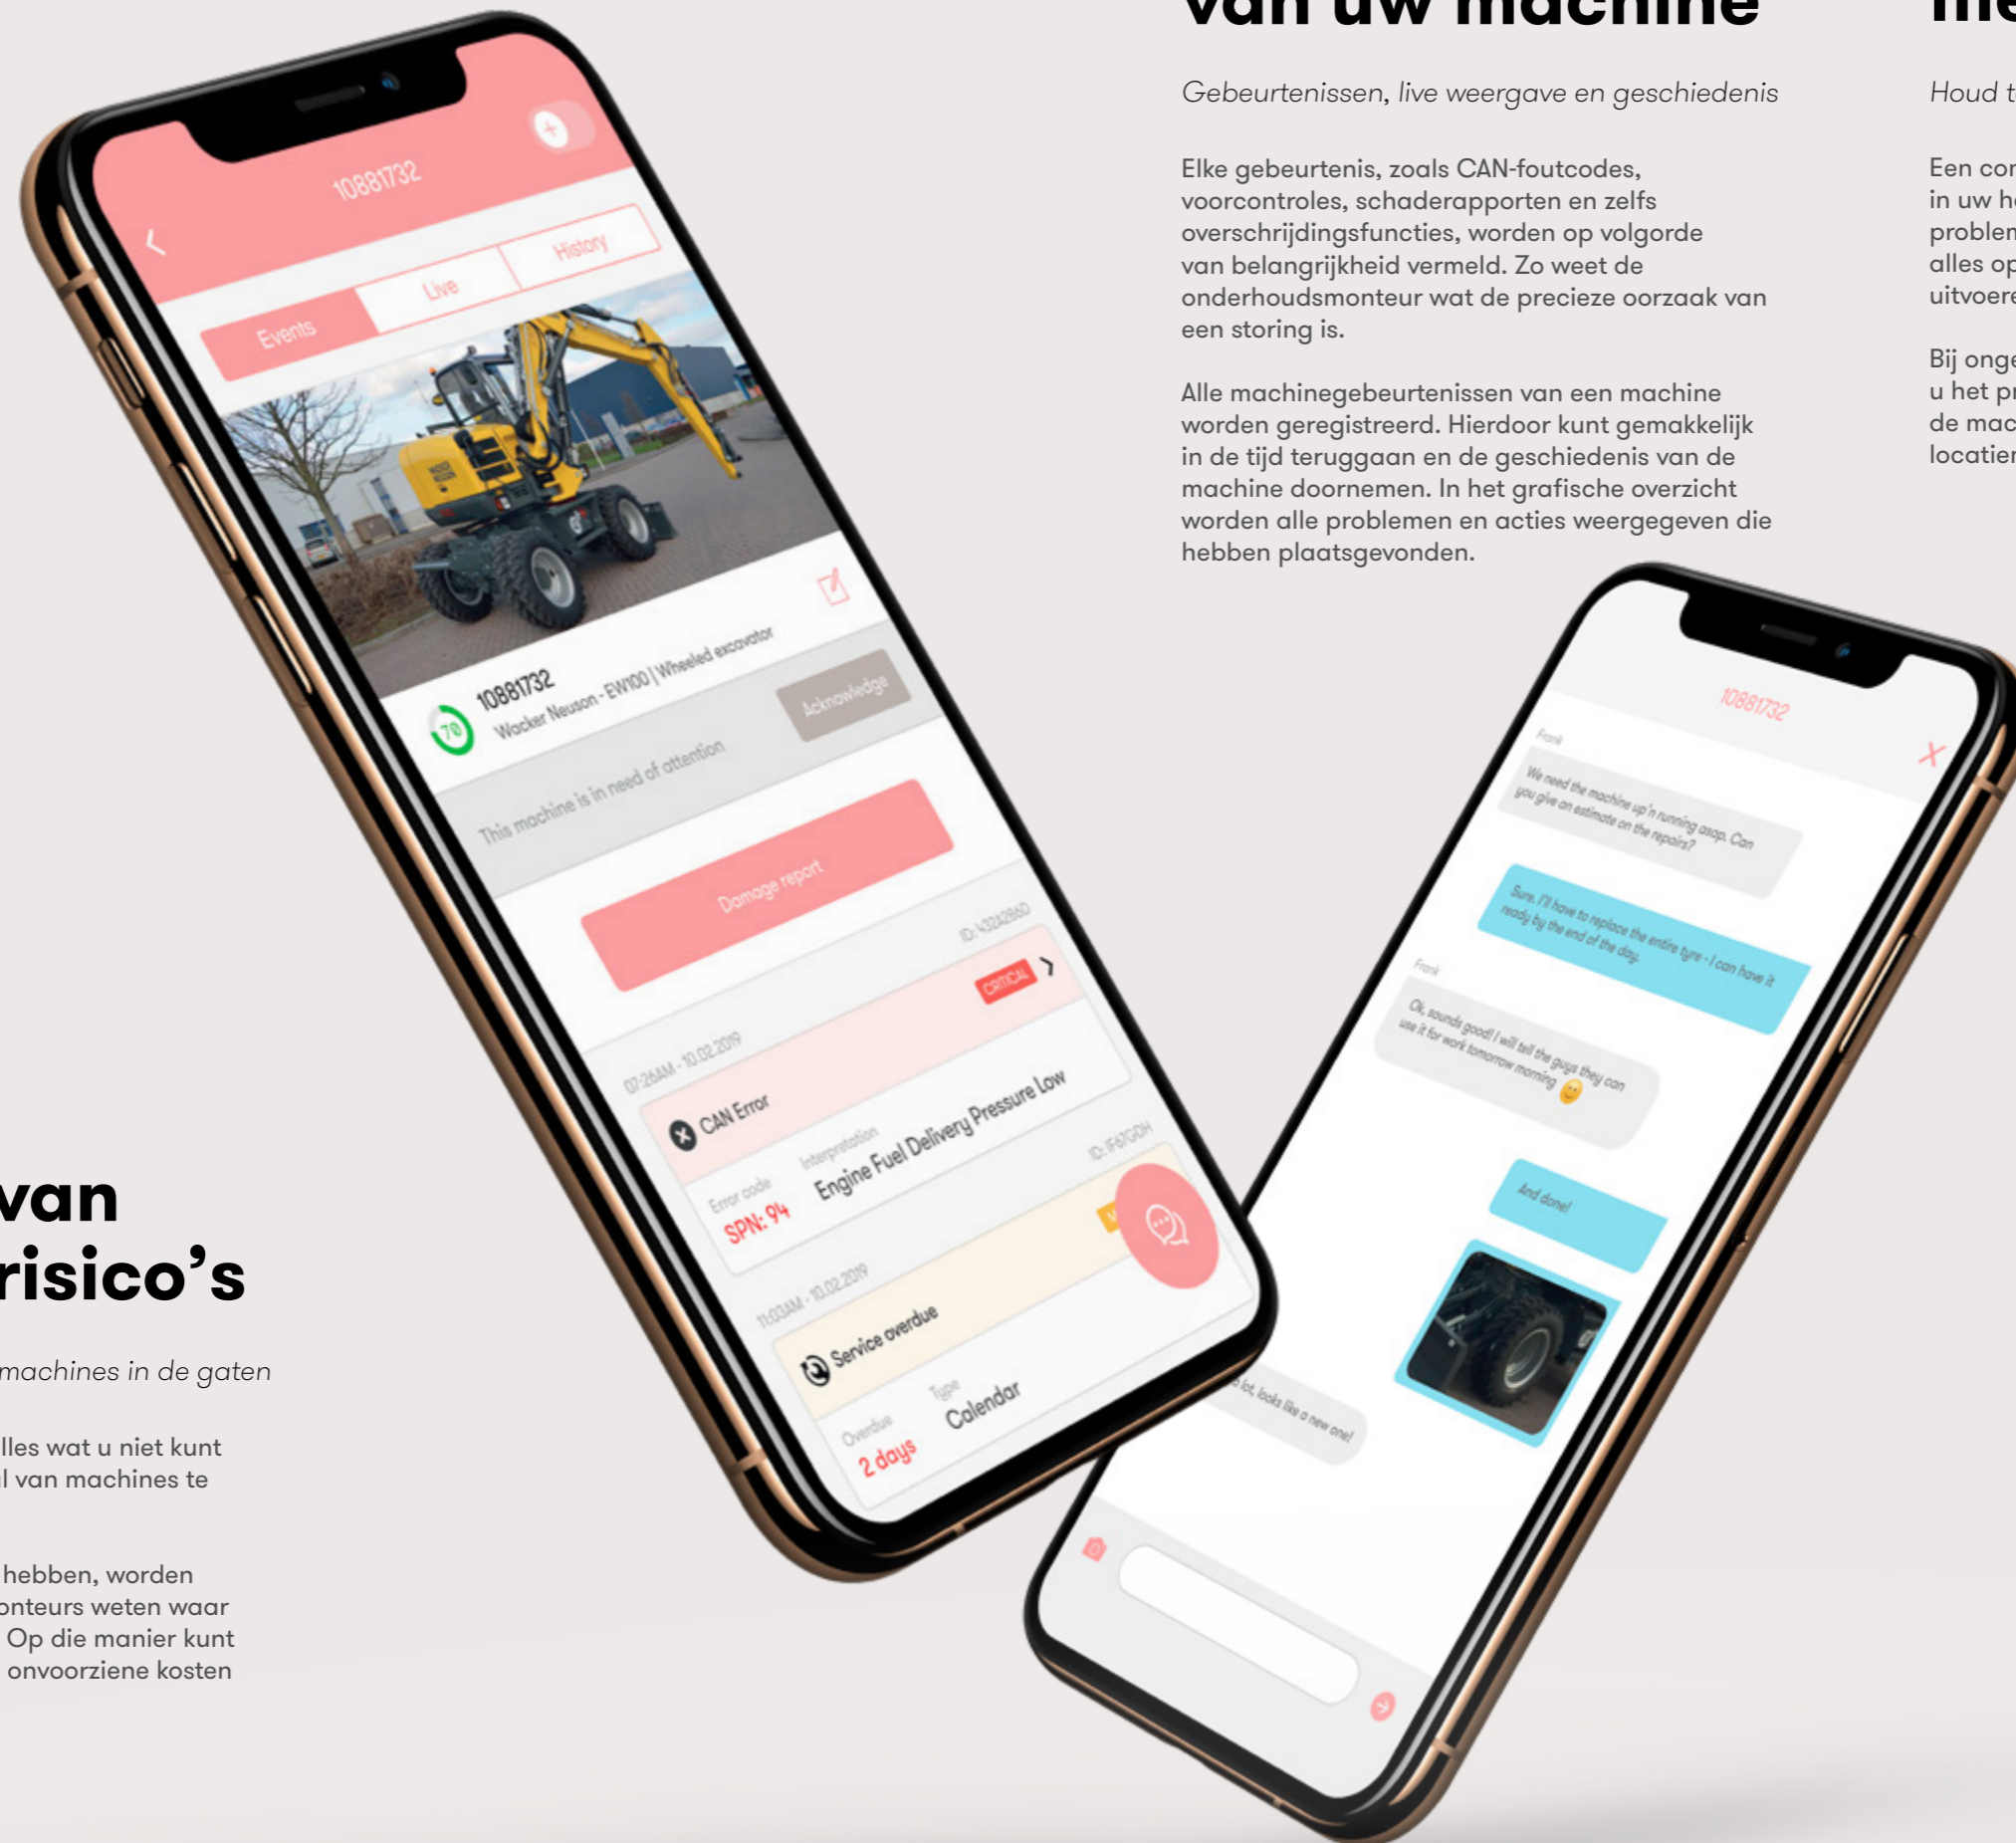 van uw machine
Gebeurtenissen, live weergave en geschiedenis
Elke gebeurtenis, zoals CAN-foutcodes,
voorcontroles, schaderapporten en zelfs
overschrijdingsfuncties, worden op volgorde
van belangrijkheid vermeld. Zo weet de
onderhoudsmonteur wat de precieze oorzaak van
een storing is.
Alle machinegebeurtenissen van een machine
worden geregistreerd. Hierdoor kunt gemakkelijk
in de tijd teruggaan en de geschiedenis van de
machine doornemen. In het grafische overzicht
worden alle problemen en acties weergegeven die
hebben plaatsgevonden.
Houd
Een
in uw
alles
Bij
u het
de
10881732
Events
Live
History
10881732
Wacker Neuson - EW100 | Wheeled excavator
70
This machine is in need of attention
Acknowledge
Damage report
07:26AM - 10.02.2019
ID: 432A2B6D
CAN Error
CRITICAL
Error code
Interpretation
SPN: 94
Engine Fuel Delivery Pressure Low
11:03AM - 10.02.2019
ID: 1F67GDH
Service overdue
Overdue
Type
2 days
Calendar
10881732
Frank
We need the machine up'n running asap. Can
you give an estimate on the repairs?
Sure. I'll have to replace the entire tyre - I can have it
ready by the end of the day.
Frank
Ok, sounds good! I will tell the guys they can
use it for work tomorrow morning 🙂
And done!
a lot, looks like a new one!
van
risico's
machines in de gaten
wat u niet kunt
van machines te
hebben, worden
weten waar
Op die manier kunt
onvoorziene kosten